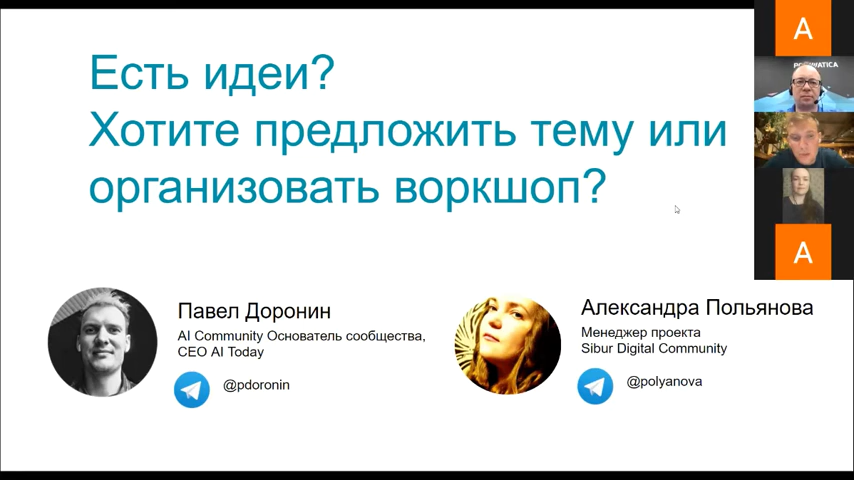 Есть идеи?
Хотите предложить тему или
организовать воркшоп?
Павел Доронин
AI Community Основатель сообщества,
CEO AI Today
@pdoronin
Александра Польянова
Менеджер проекта
Sibur Digital Community
@polyanova
A
A